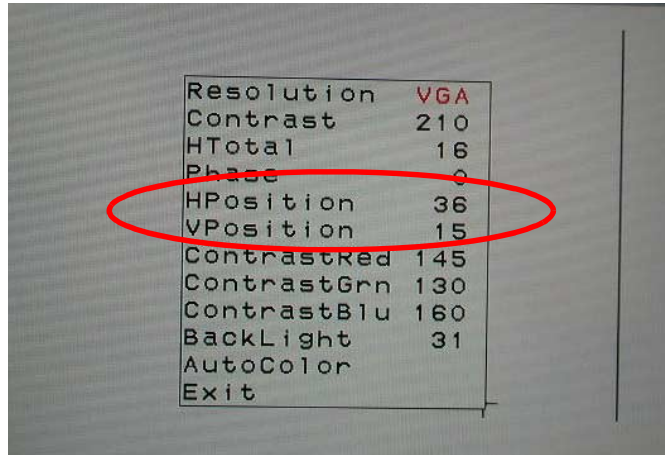 Resolution VGA
Contrast 210
HTotal 16
Phase 0
HPosition 36
VPosition 15
ContrastRed 145
ContrastGrn 130
ContrastBlu 160
BackLight 31
AutoColor
Exit